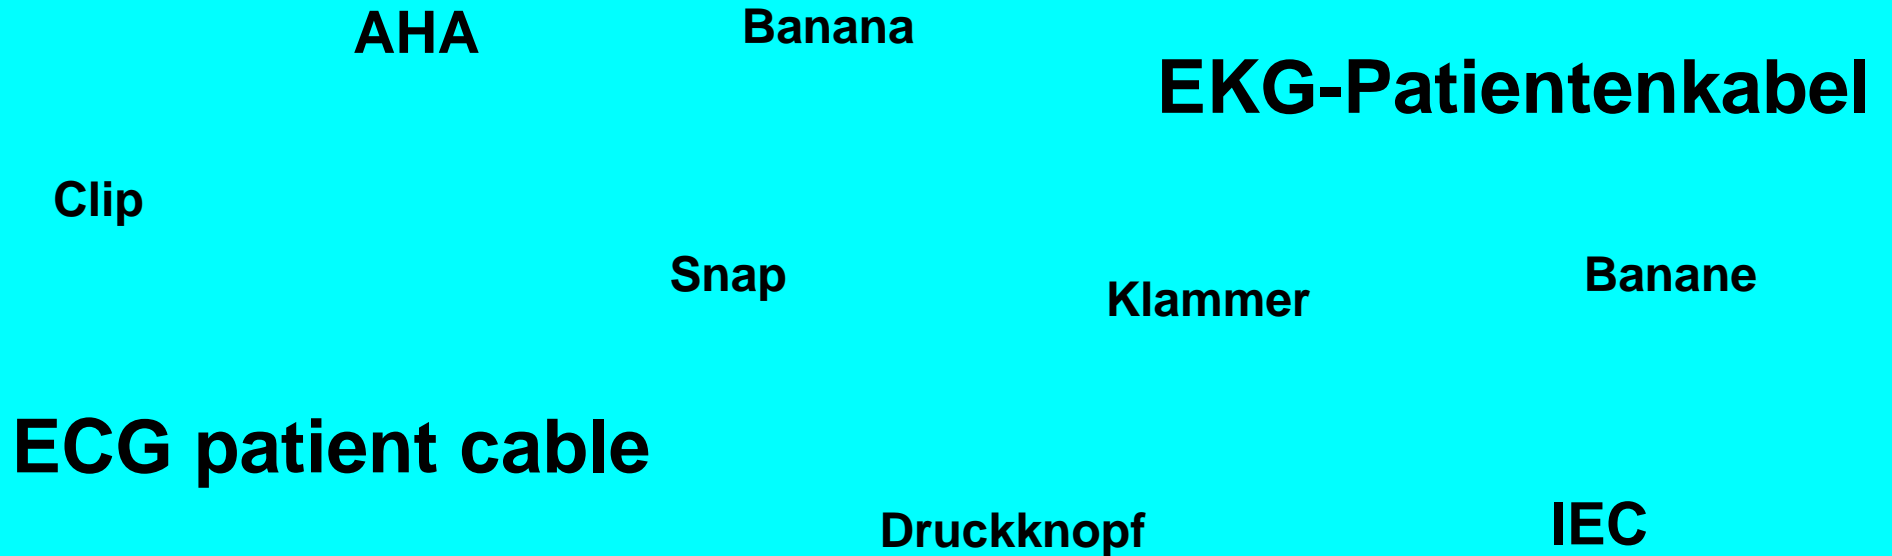 AHA
Banana
EKG-Patientenkabel
Clip
Snap
Klammer
Banane
ECG patient cable
Druckknopf
IEC